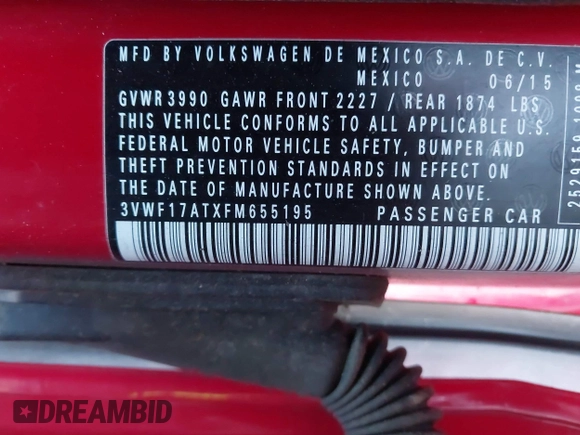 MFD BY VOLKSWAGEN DE MEXICO S.A. DE C.V.
MEXICO 06/15
GVWR 3990 GAWR FRONT 2227 / REAR 1874 LBS
THIS VEHICLE CONFORMS TO ALL APPLICABLE U.S.
FEDERAL MOTOR VEHICLE SAFETY, BUMPER AND
THEFT PREVENTION STANDARDS IN EFFECT ON
THE DATE OF MANUFACTURE SHOWN ABOVE.
3VWF17ATXFM655195 PASSENGER CAR
DREAMBID